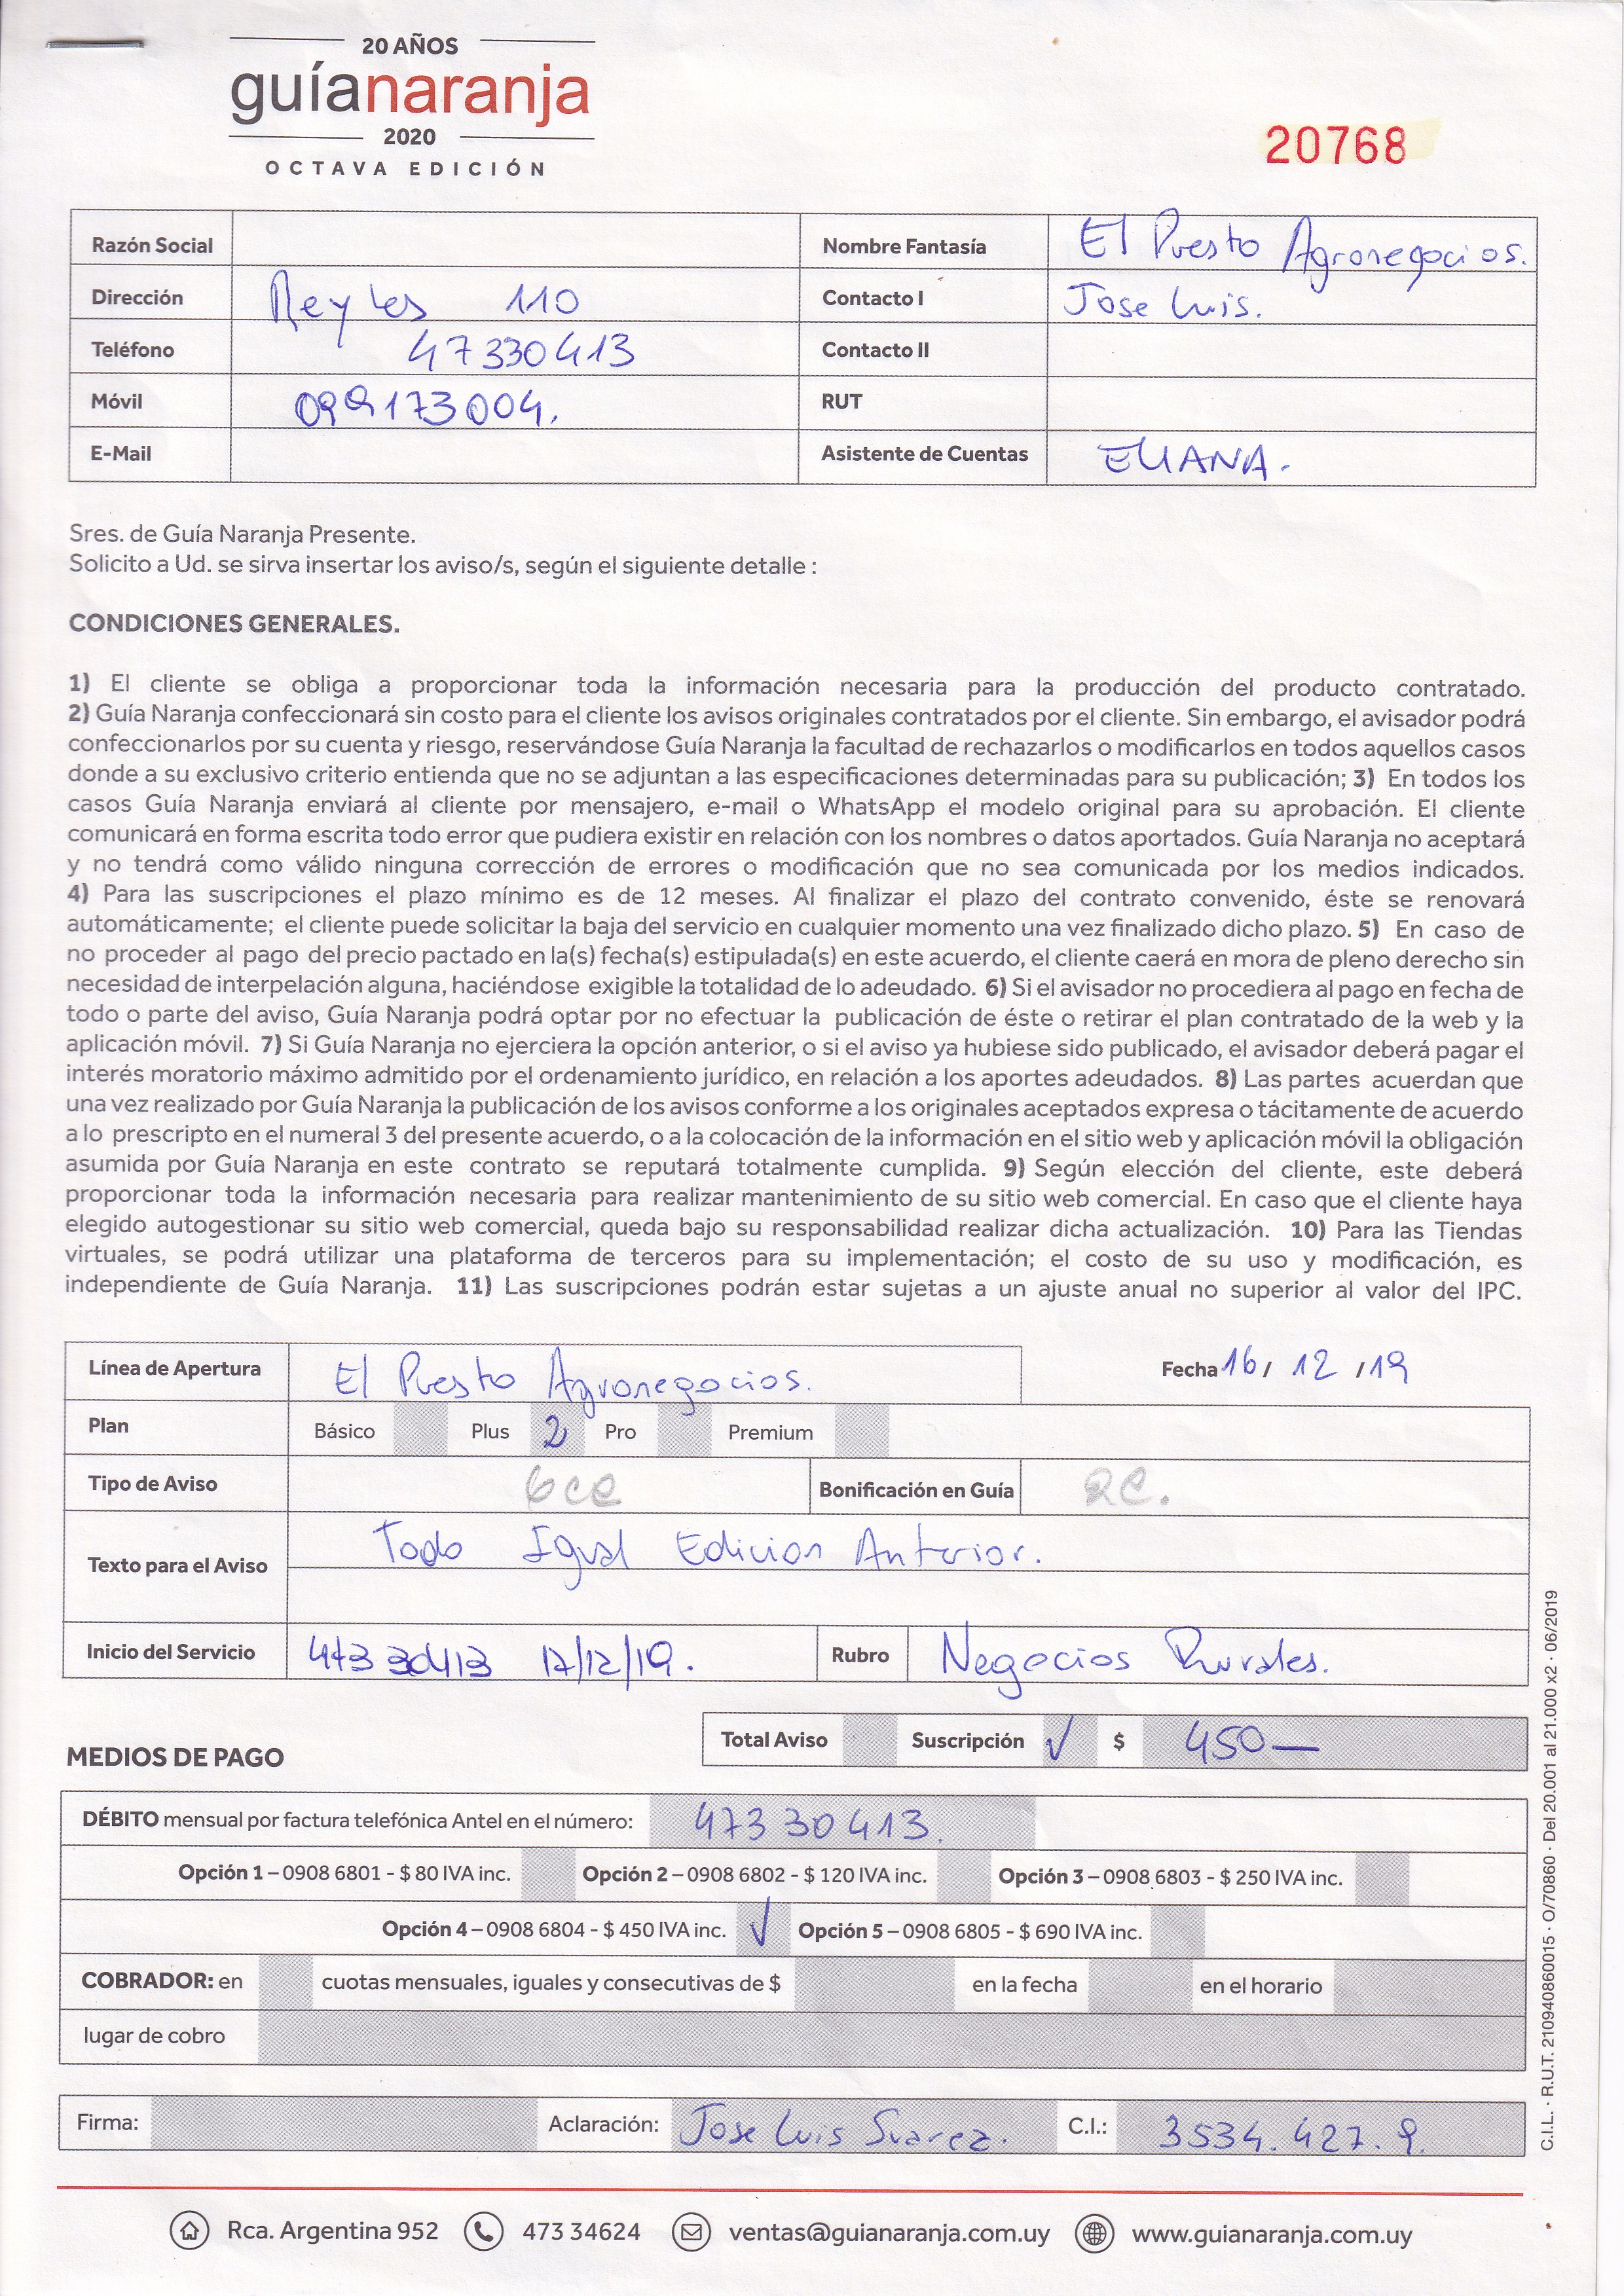 20 AÑOS
guíanaranja
2020
OCTAVA EDICIÓN
20768
Razón Social
Nombre Fantasía El Puesto Agronegocios.
Dirección Reyles 110
Contacto I Jose Luis.
Teléfono 47330413
Contacto II
Móvil 099173004.
RUT
E-Mail
Asistente de Cuentas ELIANA.
Sres. de Guía Naranja Presente.
Solicito a Ud. se sirva insertar los aviso/s, según el siguiente detalle :
CONDICIONES GENERALES.
1) El cliente se obliga a proporcionar toda la información necesaria para la producción del producto contratado.
2) Guía Naranja confeccionará sin costo para el cliente los avisos originales contratados por el cliente. Sin embargo, el avisador podrá
confeccionarlos por su cuenta y riesgo, reservándose Guía Naranja la facultad de rechazarlos o modificarlos en todos aquellos casos
donde a su exclusivo criterio entienda que no se adjuntan a las especificaciones determinadas para su publicación; 3) En todos los
casos Guía Naranja enviará al cliente por mensajero, e-mail o WhatsApp el modelo original para su aprobación. El cliente
comunicará en forma escrita todo error que pudiera existir en relación con los nombres o datos aportados. Guía Naranja no aceptará
y no tendrá como válido ninguna corrección de errores o modificación que no sea comunicada por los medios indicados.
4) Para las suscripciones el plazo mínimo es de 12 meses. Al finalizar el plazo del contrato convenido, éste se renovará
automáticamente; el cliente puede solicitar la baja del servicio en cualquier momento una vez finalizado dicho plazo. 5) En caso de
no proceder al pago del precio pactado en la(s) fecha(s) estipulada(s) en este acuerdo, el cliente caerá en mora de pleno derecho sin
necesidad de interpelación alguna, haciéndose exigible la totalidad de lo adeudado. 6) Si el avisador no procediera al pago en fecha de
todo o parte del aviso, Guía Naranja podrá optar por no efectuar la publicación de éste o retirar el plan contratado de la web y la
aplicación móvil. 7) Si Guía Naranja no ejerciera la opción anterior, o si el aviso ya hubiese sido publicado, el avisador deberá pagar el
interés moratorio máximo admitido por el ordenamiento jurídico, en relación a los aportes adeudados. 8) Las partes acuerdan que
una vez realizado por Guía Naranja la publicación de los avisos conforme a los originales aceptados expresa o tácitamente de acuerdo
a lo prescripto en el numeral 3 del presente acuerdo, o a la colocación de la información en el sitio web y aplicación móvil la obligación
asumida por Guía Naranja en este contrato se reputará totalmente cumplida. 9) Según elección del cliente, este deberá
proporcionar toda la información necesaria para realizar mantenimiento de su sitio web comercial. En caso que el cliente haya
elegido autogestionar su sitio web comercial, queda bajo su responsabilidad realizar dicha actualización. 10) Para las Tiendas
virtuales, se podrá utilizar una plataforma de terceros para su implementación; el costo de su uso y modificación, es
independiente de Guía Naranja. 11) Las suscripciones podrán estar sujetas a un ajuste anual no superior al valor del IPC.
Línea de Apertura El Puesto Agronegocios.
Fecha 16/ 12 /19
Plan Básico Plus 2 Pro Premium
Tipo de Aviso 6cc Bonificación en Guía 2C.
Texto para el Aviso Todo Igual Edicion Anterior.
Inicio del Servicio 47330413 17/12/19. Rubro Negocios Rurales.
Total Aviso Suscripción ✓ $ 450—
MEDIOS DE PAGO
DÉBITO mensual por factura telefónica Antel en el número: 473 30 413.
Opción 1 – 0908 6801 - $ 80 IVA inc. Opción 2 – 0908 6802 - $ 120 IVA inc. Opción 3 – 0908 6803 - $ 250 IVA inc.
Opción 4 – 0908 6804 - $ 450 IVA inc. ✓ Opción 5 – 0908 6805 - $ 690 IVA inc.
COBRADOR: en cuotas mensuales, iguales y consecutivas de $ en la fecha en el horario
lugar de cobro
Firma: Aclaración: Jose Luis Suarez. C.I.: 3534.427.9.
C.I.L. · R.U.T. 210940860015 · O/70860 · Del 20.001 al 21.000 x2 · 06/2019
Rca. Argentina 952 473 34624 ventas@guianaranja.com.uy www.guianaranja.com.uy